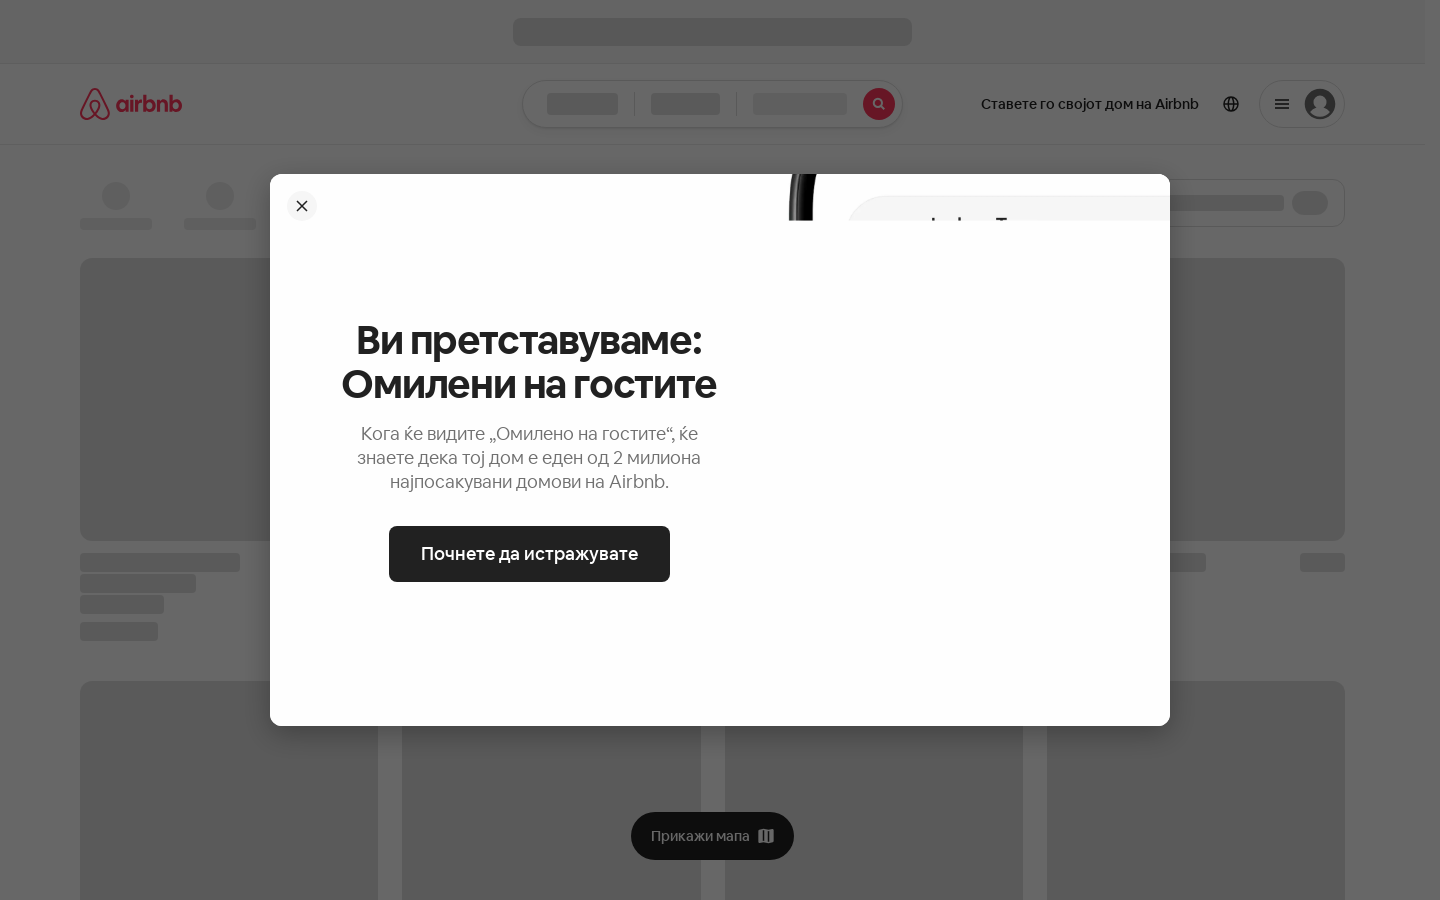 airbnb
Ставете го својот дом на Airbnb
Ви претставуваме:
Омилени на гостите
Кога ќе видите „Омилено на гостите“, ќе
знаете дека тој дом е еден од 2 милиона
најпосакувани домови на Airbnb.
Почнете да истражувате
Прикажи мапа